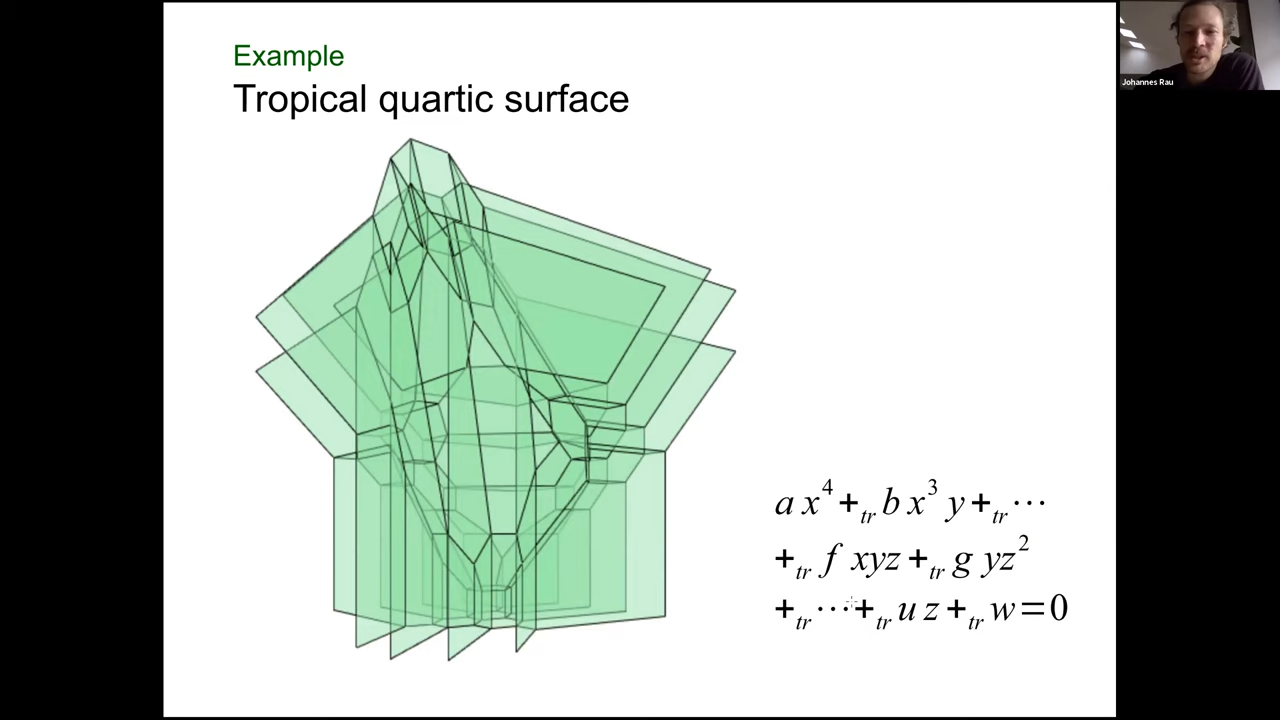 Example
Tropical quartic surface
a x⁴ +ₜᵣ b x³ y +ₜᵣ ⋯
+ₜᵣ f xyz +ₜᵣ g yz²
+ₜᵣ ⋯ +ₜᵣ u z +ₜᵣ w = 0
Johannes Rau